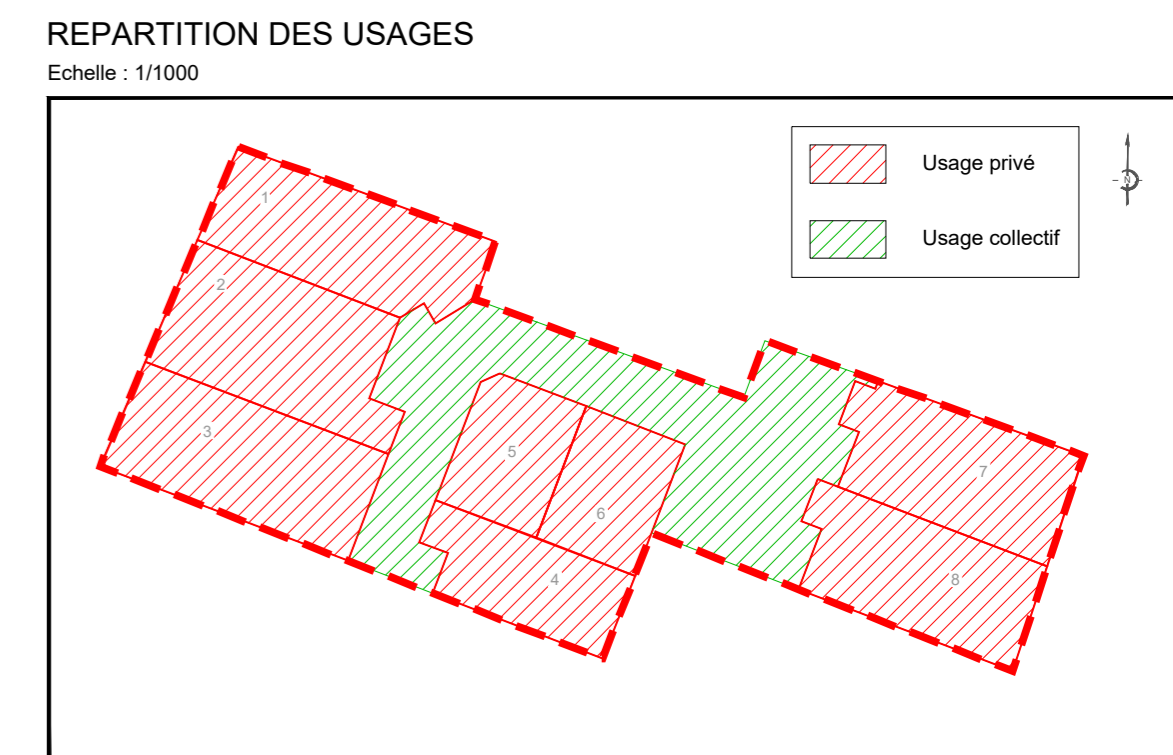 REPARTITION DES USAGES
Echelle : 1/1000
Usage privé
N
Usage collectif
1
2
3
5
6
4
7
8